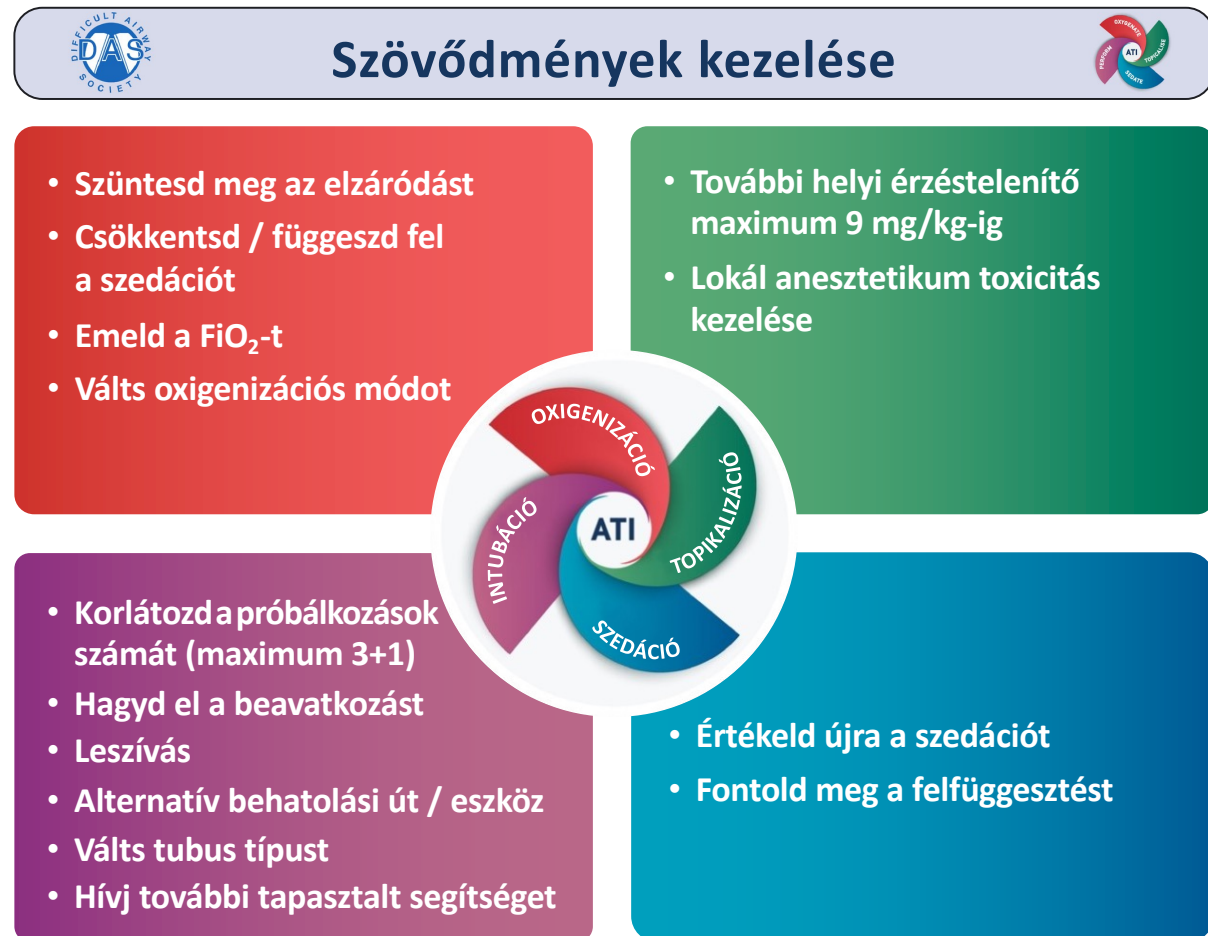 DIFFICULT AIRWAY
DAS
SOCIETY
Szövődmények kezelése
OXYGENATE
TOPICALISE
SEDATE
PERFORM
ATI
• Szüntesd meg az elzáródást
• Csökkentsd / függeszd fel
a szedációt
• Emeld a FiO₂-t
• Válts oxigenizációs módot
• További helyi érzéstelenítő
maximum 9 mg/kg-ig
• Lokál anesztetikum toxicitás
kezelése
OXIGENIZÁCIÓ
TOPIKALIZÁCIÓ
SZEDÁCIÓ
INTUBÁCIÓ
ATI
• Korlátozd a próbálkozások
számát (maximum 3+1)
• Hagyd el a beavatkozást
• Leszívás
• Alternatív behatolási út / eszköz
• Válts tubus típust
• Hívj további tapasztalt segítséget
• Értékeld újra a szedációt
• Fontold meg a felfüggesztést